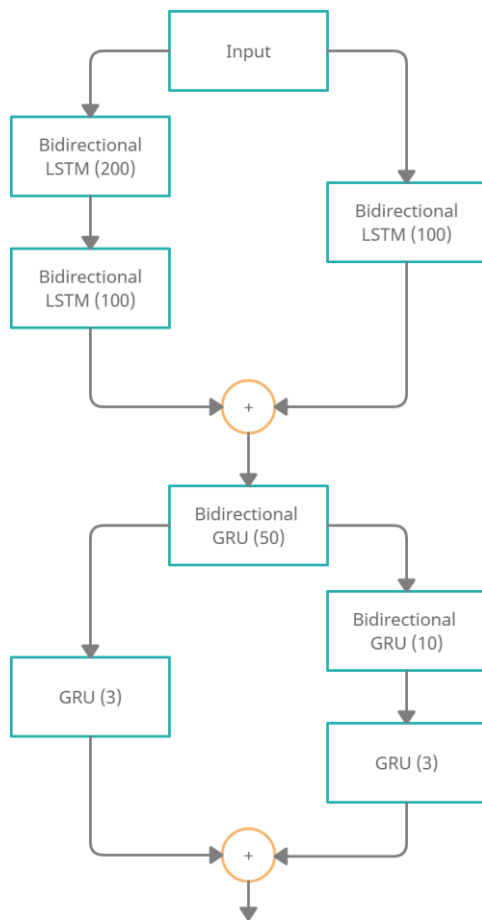 Input
Bidirectional
LSTM (200)
Bidirectional
LSTM (100)
Bidirectional
LSTM (100)
+
Bidirectional
GRU (50)
Bidirectional
GRU (10)
GRU (3)
GRU (3)
+